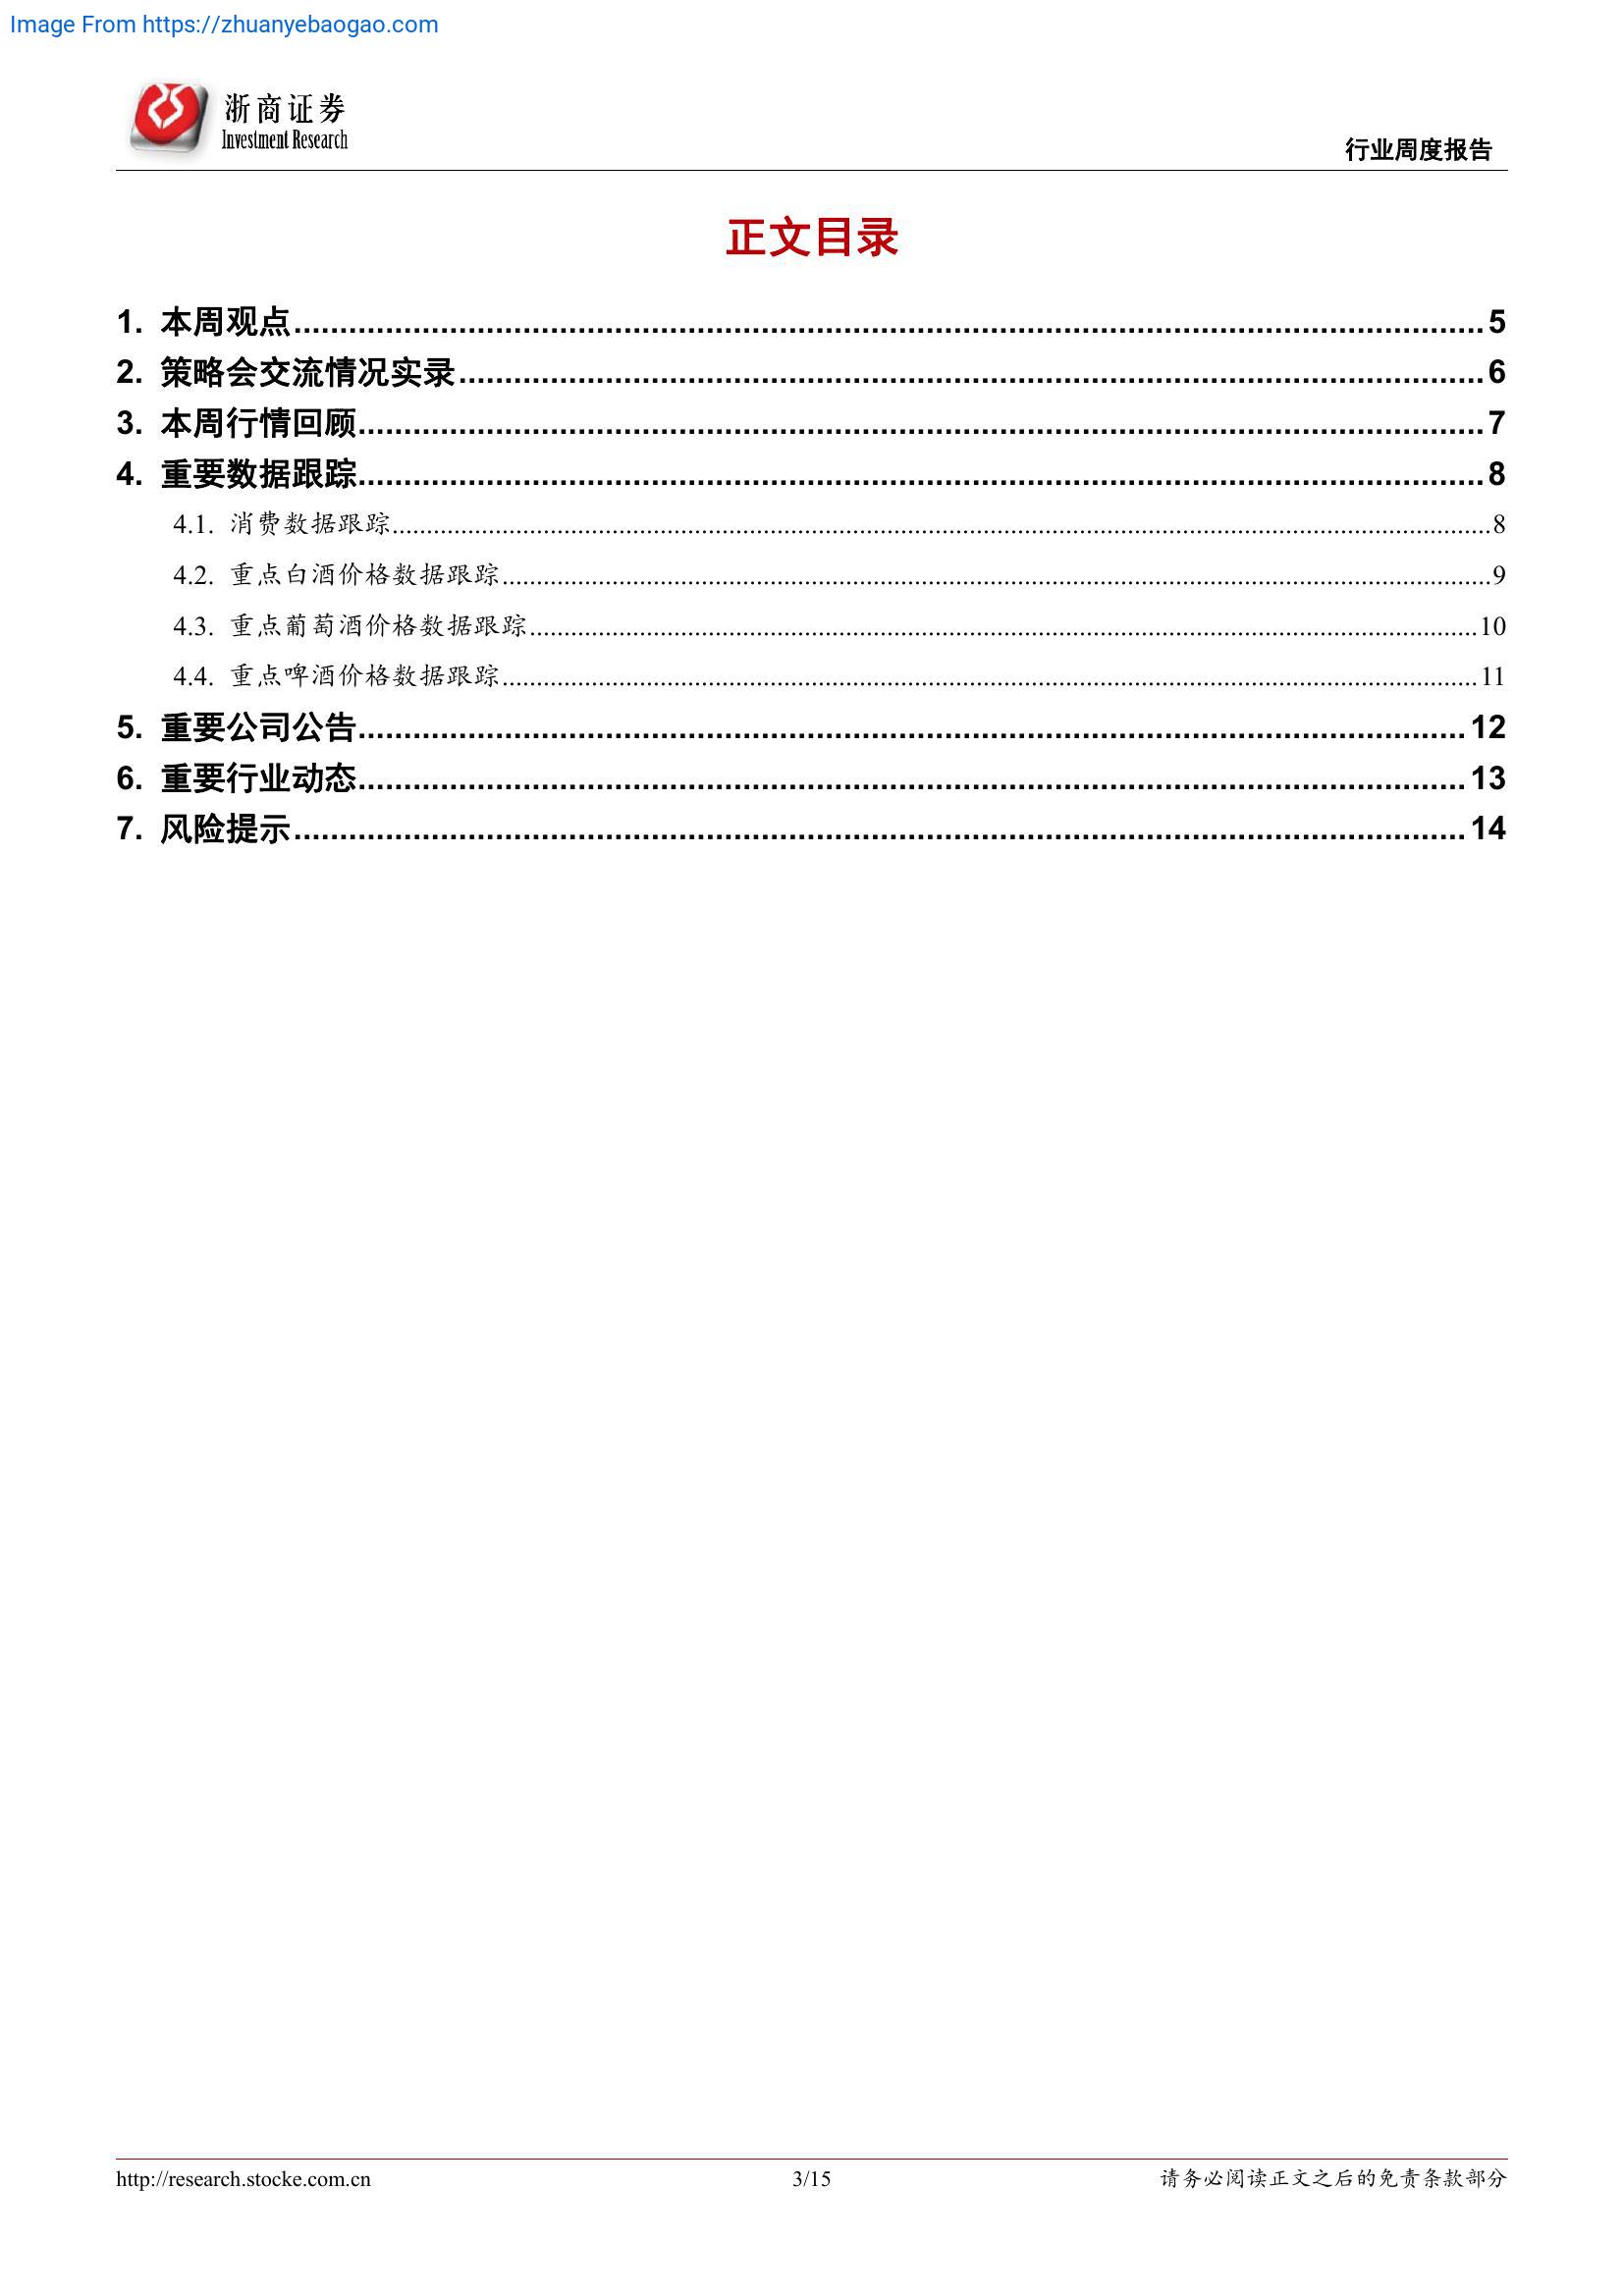 Image From https://zhuanyebaogao.com
浙商证券
Investment Research
行业周度报告
正文目录
1. 本周观点 5
2. 策略会交流情况实录 6
3. 本周行情回顾 7
4. 重要数据跟踪 8
4.1. 消费数据跟踪 8
4.2. 重点白酒价格数据跟踪 9
4.3. 重点葡萄酒价格数据跟踪 10
4.4. 重点啤酒价格数据跟踪 11
5. 重要公司公告 12
6. 重要行业动态 13
7. 风险提示 14
http://research.stocke.com.cn 3/15 请务必阅读正文之后的免责条款部分